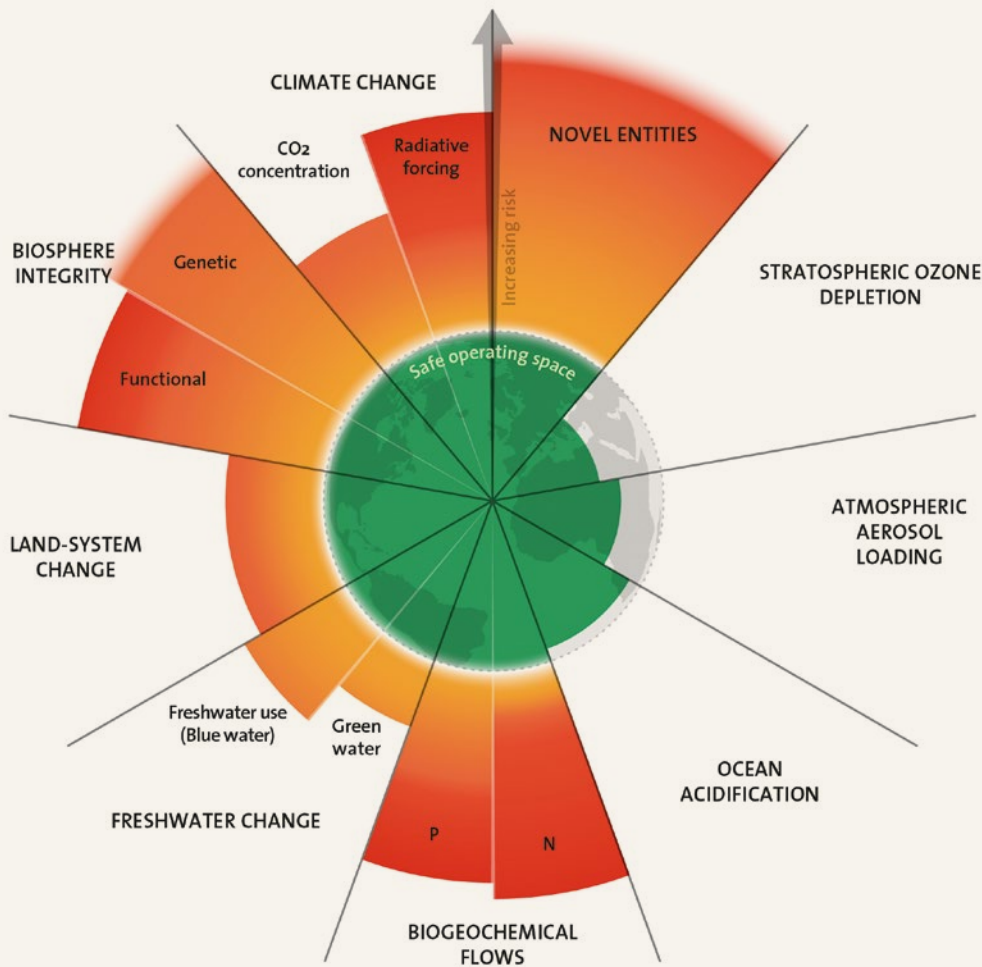 CLIMATE CHANGE
CO2
concentration
Radiative
forcing
NOVEL ENTITIES
Increasing risk
STRATOSPHERIC OZONE
DEPLETION
BIOSPHERE
INTEGRITY
Genetic
Functional
Safe operating space
ATMOSPHERIC
AEROSOL
LOADING
LAND-SYSTEM
CHANGE
Freshwater use
(Blue water)
Green
water
FRESHWATER CHANGE
OCEAN
ACIDIFICATION
P
N
BIOGEOCHEMICAL
FLOWS